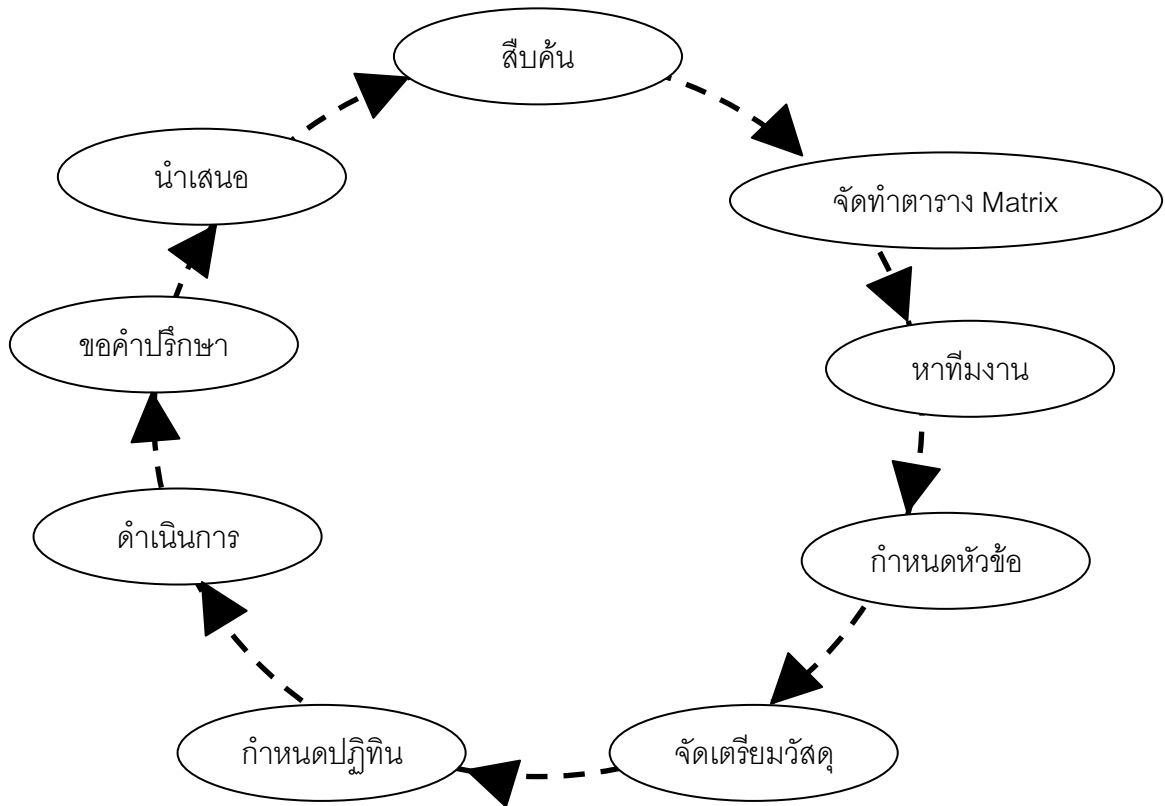 สืบค้น
จัดทำตาราง Matrix
หาทีมงาน
กำหนดหัวข้อ
จัดเตรียมวัสดุ
กำหนดปฏิทิน
ดำเนินการ
ขอคำปรึกษา
นำเสนอ